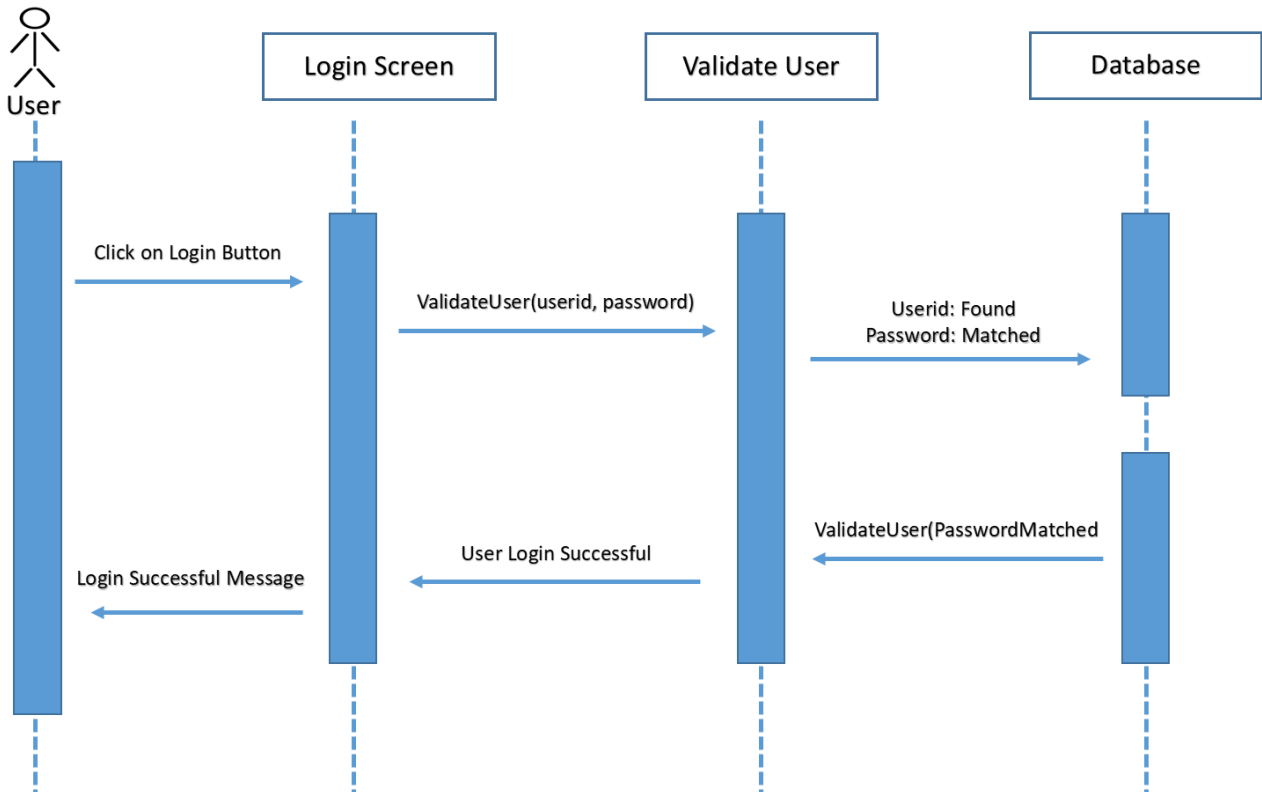 User
Login Screen
Validate User
Database
Click on Login Button
ValidateUser(userid, password)
Userid: Found
Password: Matched
ValidateUser(PasswordMatched
User Login Successful
Login Successful Message